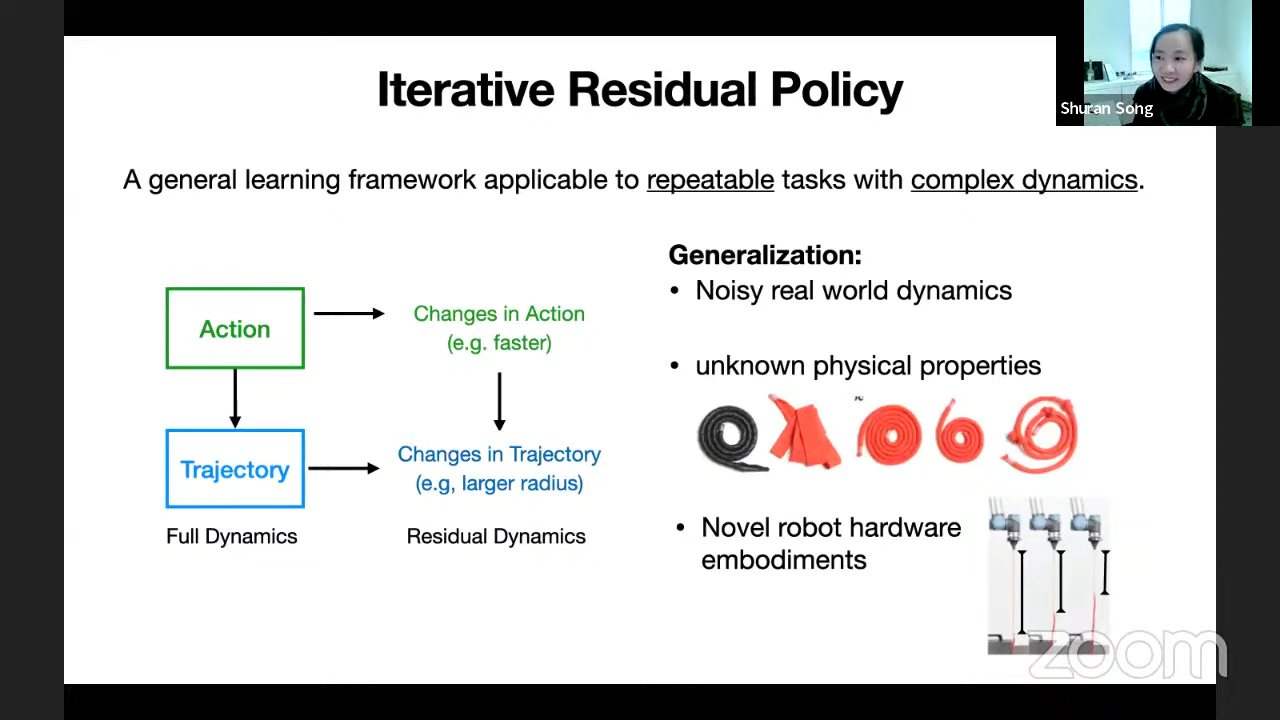 Iterative Residual Policy
Shuran Song
A general learning framework applicable to repeatable tasks with complex dynamics.
Action
Changes in Action
(e.g. faster)
Trajectory
Changes in Trajectory
(e.g, larger radius)
Full Dynamics
Residual Dynamics
Generalization:
• Noisy real world dynamics
• unknown physical properties
• Novel robot hardware
embodiments
zoom